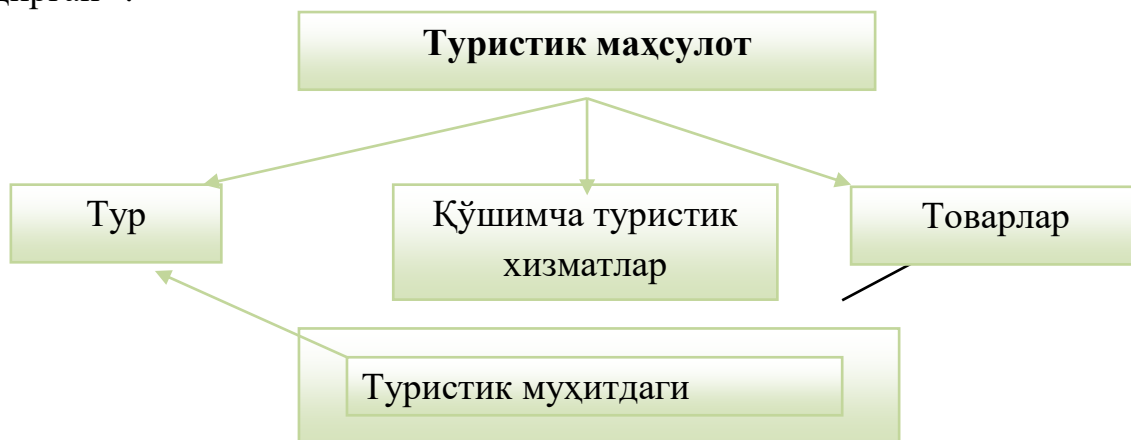 Туристик маҳсулот
Тур
Қўшимча туристик
хизматлар
Товарлар
Туристик муҳитдаги